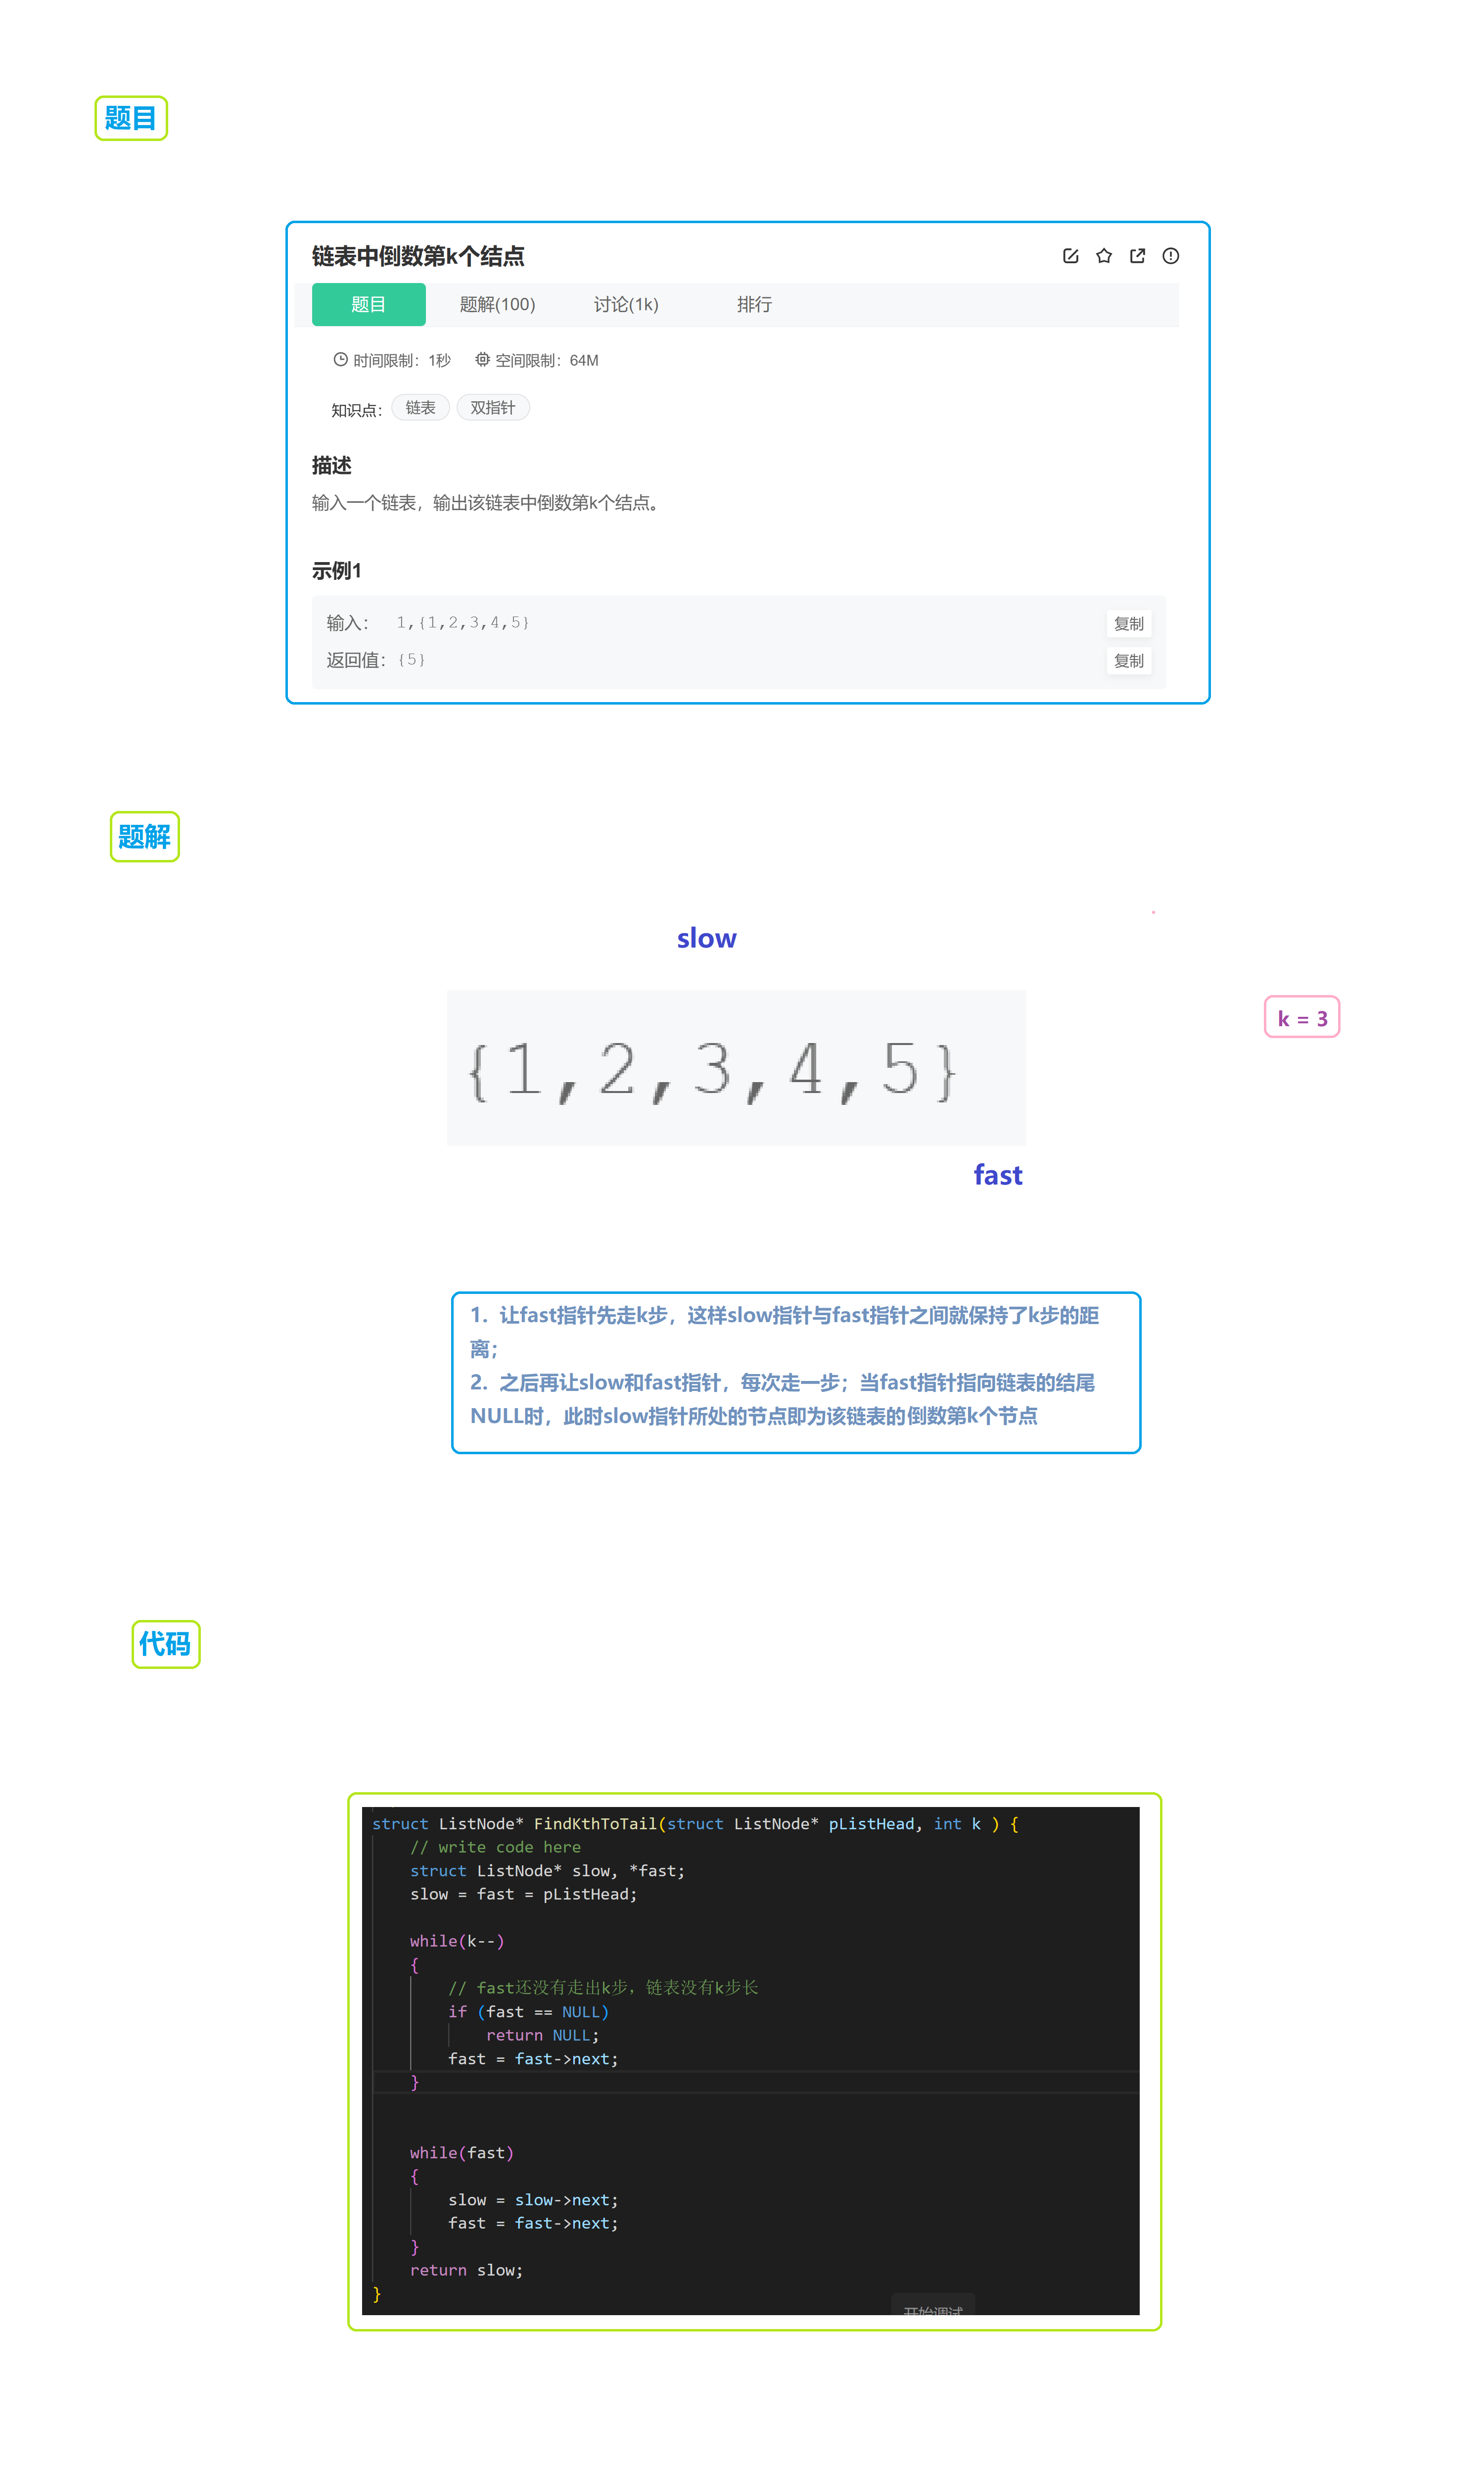 题目
链表中倒数第k个结点
题目 题解(100) 讨论(1k) 排行
时间限制：1秒 空间限制：64M
知识点： 链表 双指针
描述
输入一个链表，输出该链表中倒数第k个结点。
示例1
输入： 1,{1,2,3,4,5} 复制
返回值： {5} 复制
题解
slow
k = 3
{1,2,3,4,5}
fast
1. 让fast指针先走k步，这样slow指针与fast指针之间就保持了k步的距
离；
2. 之后再让slow和fast指针，每次走一步；当fast指针指向链表的结尾
NULL时，此时slow指针所处的节点即为该链表的倒数第k个节点
代码
struct ListNode* FindKthToTail(struct ListNode* pListHead, int k ) {
// write code here
struct ListNode* slow, *fast;
slow = fast = pListHead;
while(k--)
{
// fast还没有走出k步，链表没有k步长
if (fast == NULL)
return NULL;
fast = fast->next;
}
while(fast)
{
slow = slow->next;
fast = fast->next;
}
return slow;
}
开始调试